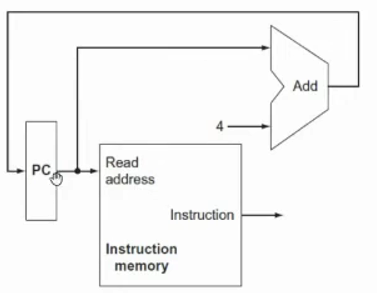 Add
4
PC
Read
address
Instruction
Instruction
memory